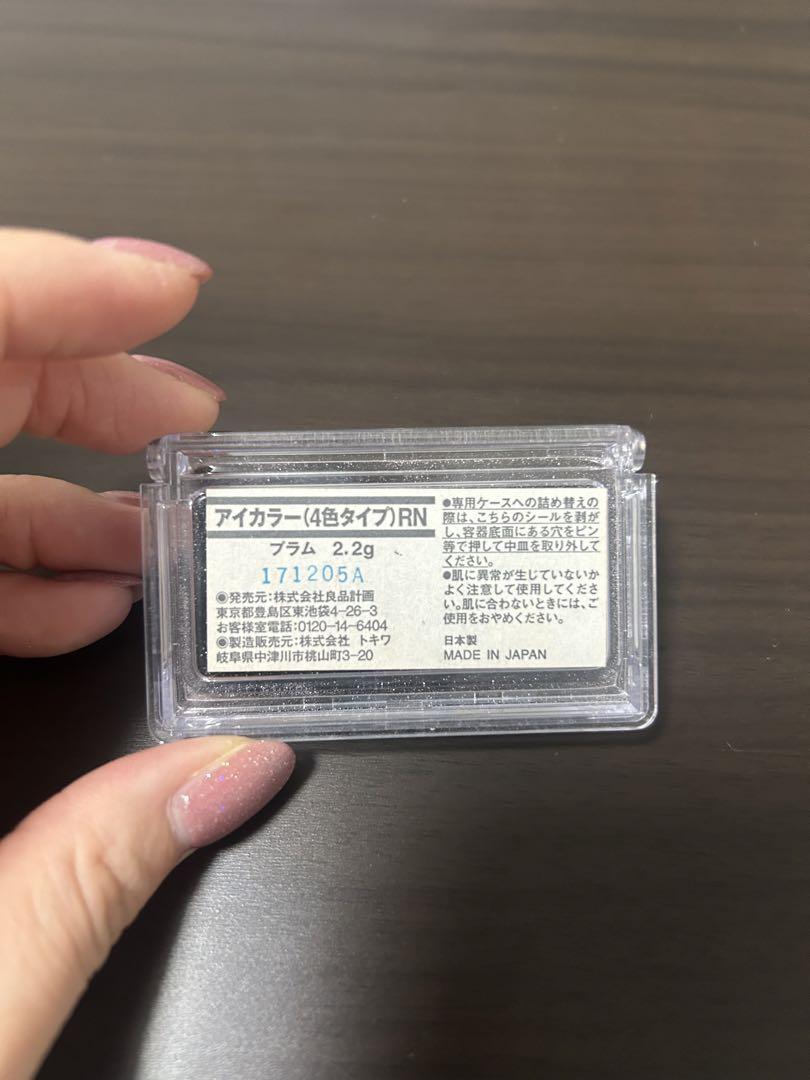 アイカラー(4色タイプ)RN
プラム 2.2g
171205A
◉発売元:株式会社良品計画
東京都豊島区東池袋4-26-3
お客様室電話:0120-14-6404
◉製造販売元:株式会社 トキワ
岐阜県中津川市桃山町3-20
●専用ケースへの詰め替えの
際は、こちらのシールを剥が
し、容器底面にある穴をピン
等で押して中皿を取り外して
ください。
●肌に異常が生じていないか
よく注意して使用してくださ
い。肌に合わないときには、ご
使用をおやめください。
日本製
MADE IN JAPAN